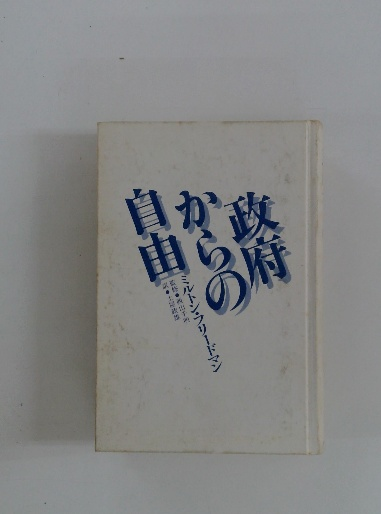 政府
からの
自由
ミルトン・フリードマン